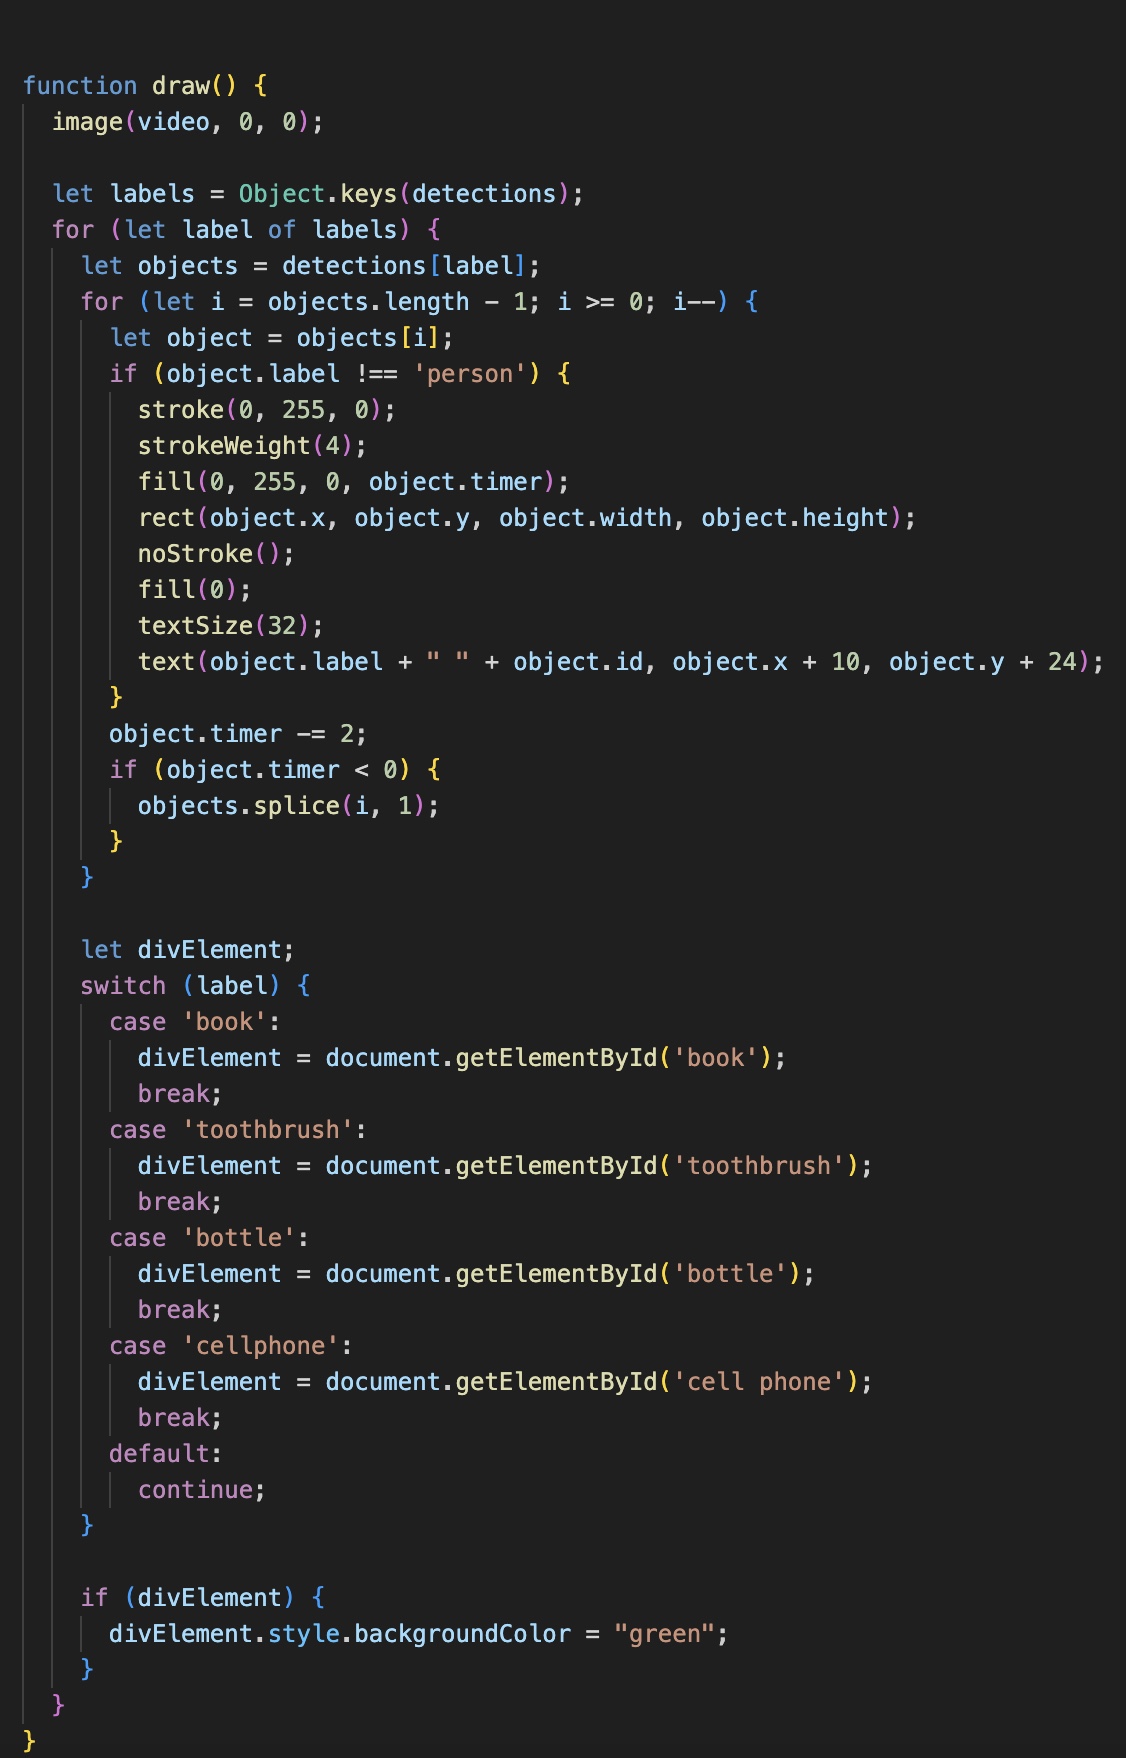 function draw() {
  image(video, 0, 0);

  let labels = Object.keys(detections);
  for (let label of labels) {
    let objects = detections[label];
    for (let i = objects.length - 1; i >= 0; i--) {
      let object = objects[i];
      if (object.label !== 'person') {
        stroke(0, 255, 0);
        strokeWeight(4);
        fill(0, 255, 0, object.timer);
        rect(object.x, object.y, object.width, object.height);
        noStroke();
        fill(0);
        textSize(32);
        text(object.label + " " + object.id, object.x + 10, object.y + 24);
      }
      object.timer -= 2;
      if (object.timer < 0) {
        objects.splice(i, 1);
      }
    }

    let divElement;
    switch (label) {
      case 'book':
        divElement = document.getElementById('book');
        break;
      case 'toothbrush':
        divElement = document.getElementById('toothbrush');
        break;
      case 'bottle':
        divElement = document.getElementById('bottle');
        break;
      case 'cellphone':
        divElement = document.getElementById('cell phone');
        break;
      default:
        continue;
    }

    if (divElement) {
      divElement.style.backgroundColor = "green";
    }
  }
}